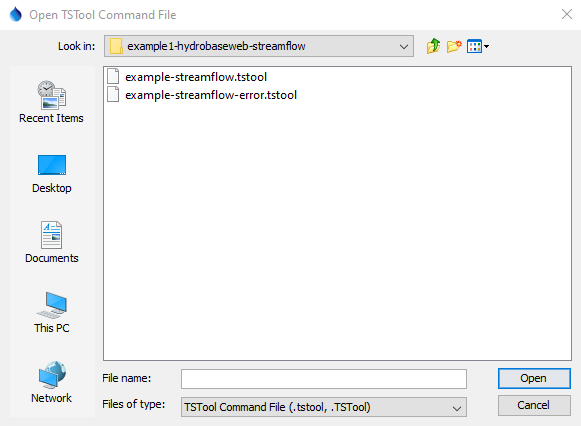 Open TSTool Command File
Look in: example1-hydrobaseweb-streamflow
example-streamflow.tstool
example-streamflow-error.tstool
Recent Items
Desktop
Documents
This PC
Network
File name: Open
Files of type: TSTool Command File (.tstool, .TSTool) Cancel